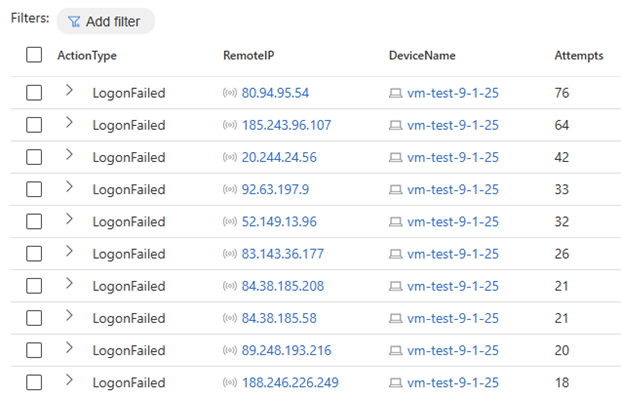 Filters: Add filter
ActionType RemoteIP DeviceName Attempts
LogonFailed 80.94.95.54 vm-test-9-1-25 76
LogonFailed 185.243.96.107 vm-test-9-1-25 64
LogonFailed 20.244.24.56 vm-test-9-1-25 42
LogonFailed 92.63.197.9 vm-test-9-1-25 33
LogonFailed 52.149.13.96 vm-test-9-1-25 32
LogonFailed 83.143.36.177 vm-test-9-1-25 26
LogonFailed 84.38.185.208 vm-test-9-1-25 21
LogonFailed 84.38.185.58 vm-test-9-1-25 21
LogonFailed 89.248.193.216 vm-test-9-1-25 20
LogonFailed 188.246.226.249 vm-test-9-1-25 18